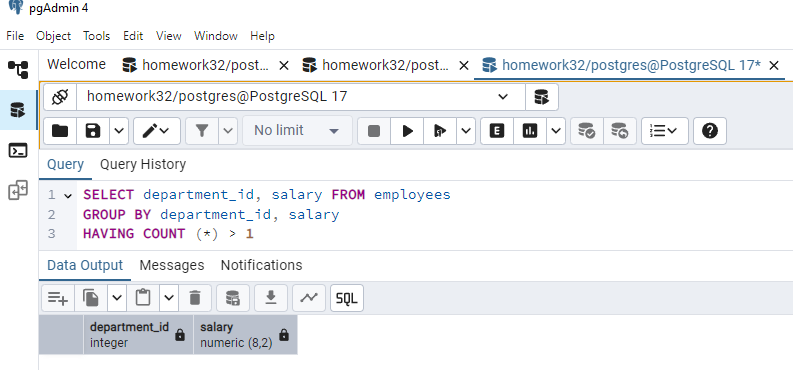 pgAdmin 4
File Object Tools Edit View Window Help
Welcome homework32/post... homework32/post... homework32/postgres@PostgreSQL 17*
homework32/postgres@PostgreSQL 17
No limit E
Query Query History
1 SELECT department_id, salary FROM employees
2 GROUP BY department_id, salary
3 HAVING COUNT (*) > 1
Data Output Messages Notifications
SQL
department_id salary
integer numeric (8,2)